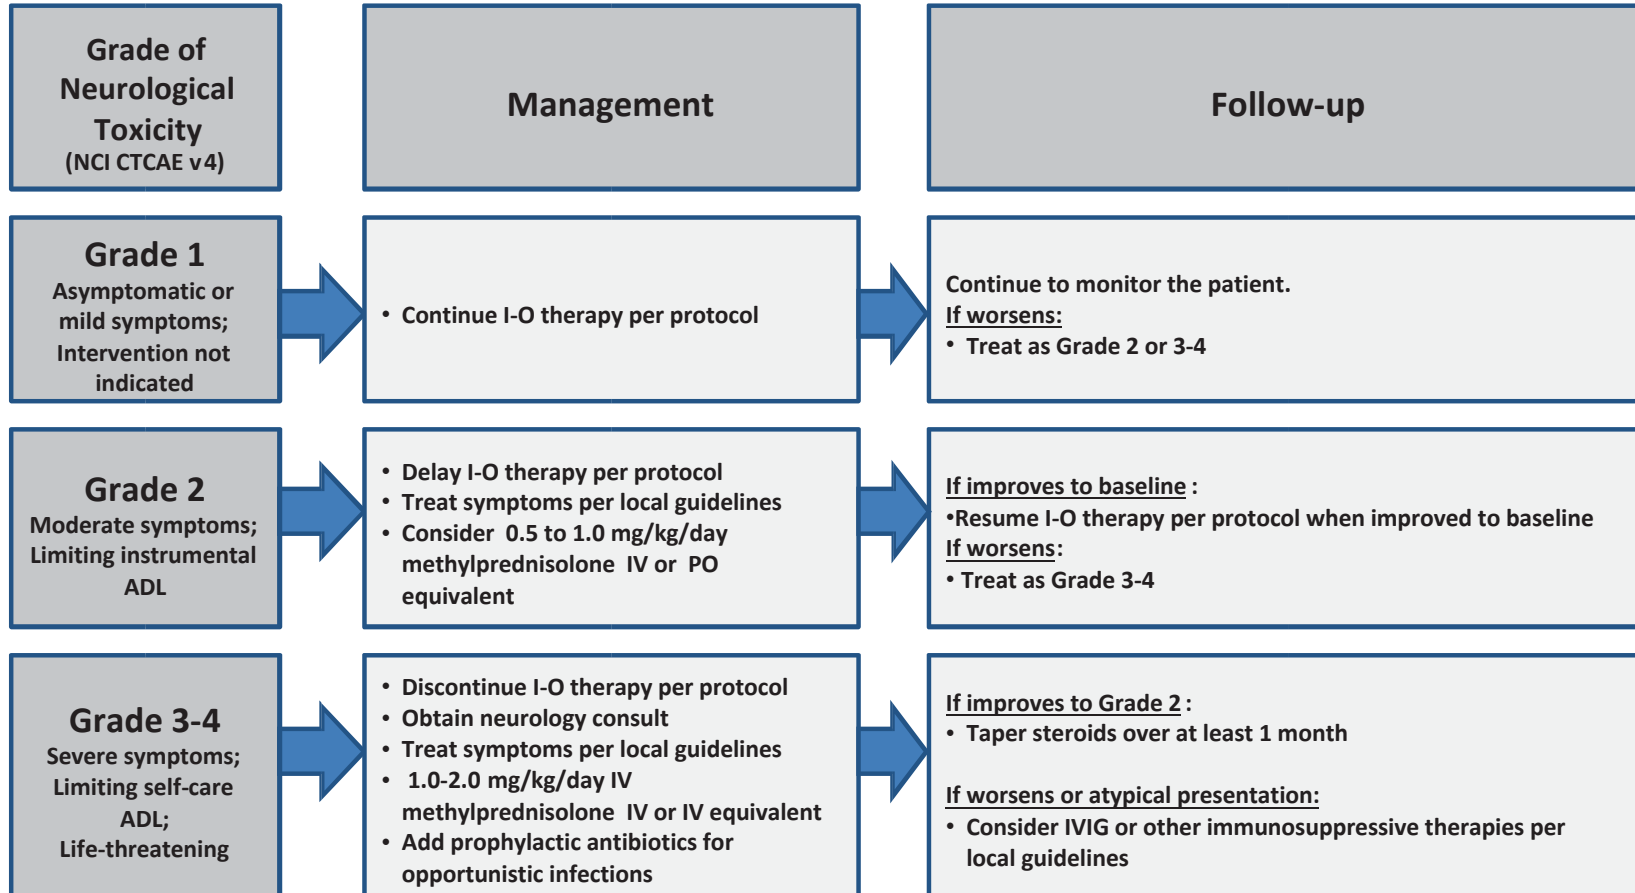 Grade of
Neurological
Toxicity
(NCI CTCAE v4)
Management
Follow-up
Grade 1
Asymptomatic or
mild symptoms;
Intervention not
indicated
• Continue I-O therapy per protocol
Continue to monitor the patient.
If worsens:
• Treat as Grade 2 or 3-4
Grade 2
Moderate symptoms;
Limiting instrumental
ADL
• Delay I-O therapy per protocol
• Treat symptoms per local guidelines
• Consider 0.5 to 1.0 mg/kg/day
methylprednisolone IV or PO
equivalent
If improves to baseline :
•Resume I-O therapy per protocol when improved to baseline
If worsens:
• Treat as Grade 3-4
Grade 3-4
Severe symptoms;
Limiting self-care
ADL;
Life-threatening
• Discontinue I-O therapy per protocol
• Obtain neurology consult
• Treat symptoms per local guidelines
• 1.0-2.0 mg/kg/day IV
methylprednisolone IV or IV equivalent
• Add prophylactic antibiotics for
opportunistic infections
If improves to Grade 2 :
• Taper steroids over at least 1 month
If worsens or atypical presentation:
• Consider IVIG or other immunosuppressive therapies per
local guidelines